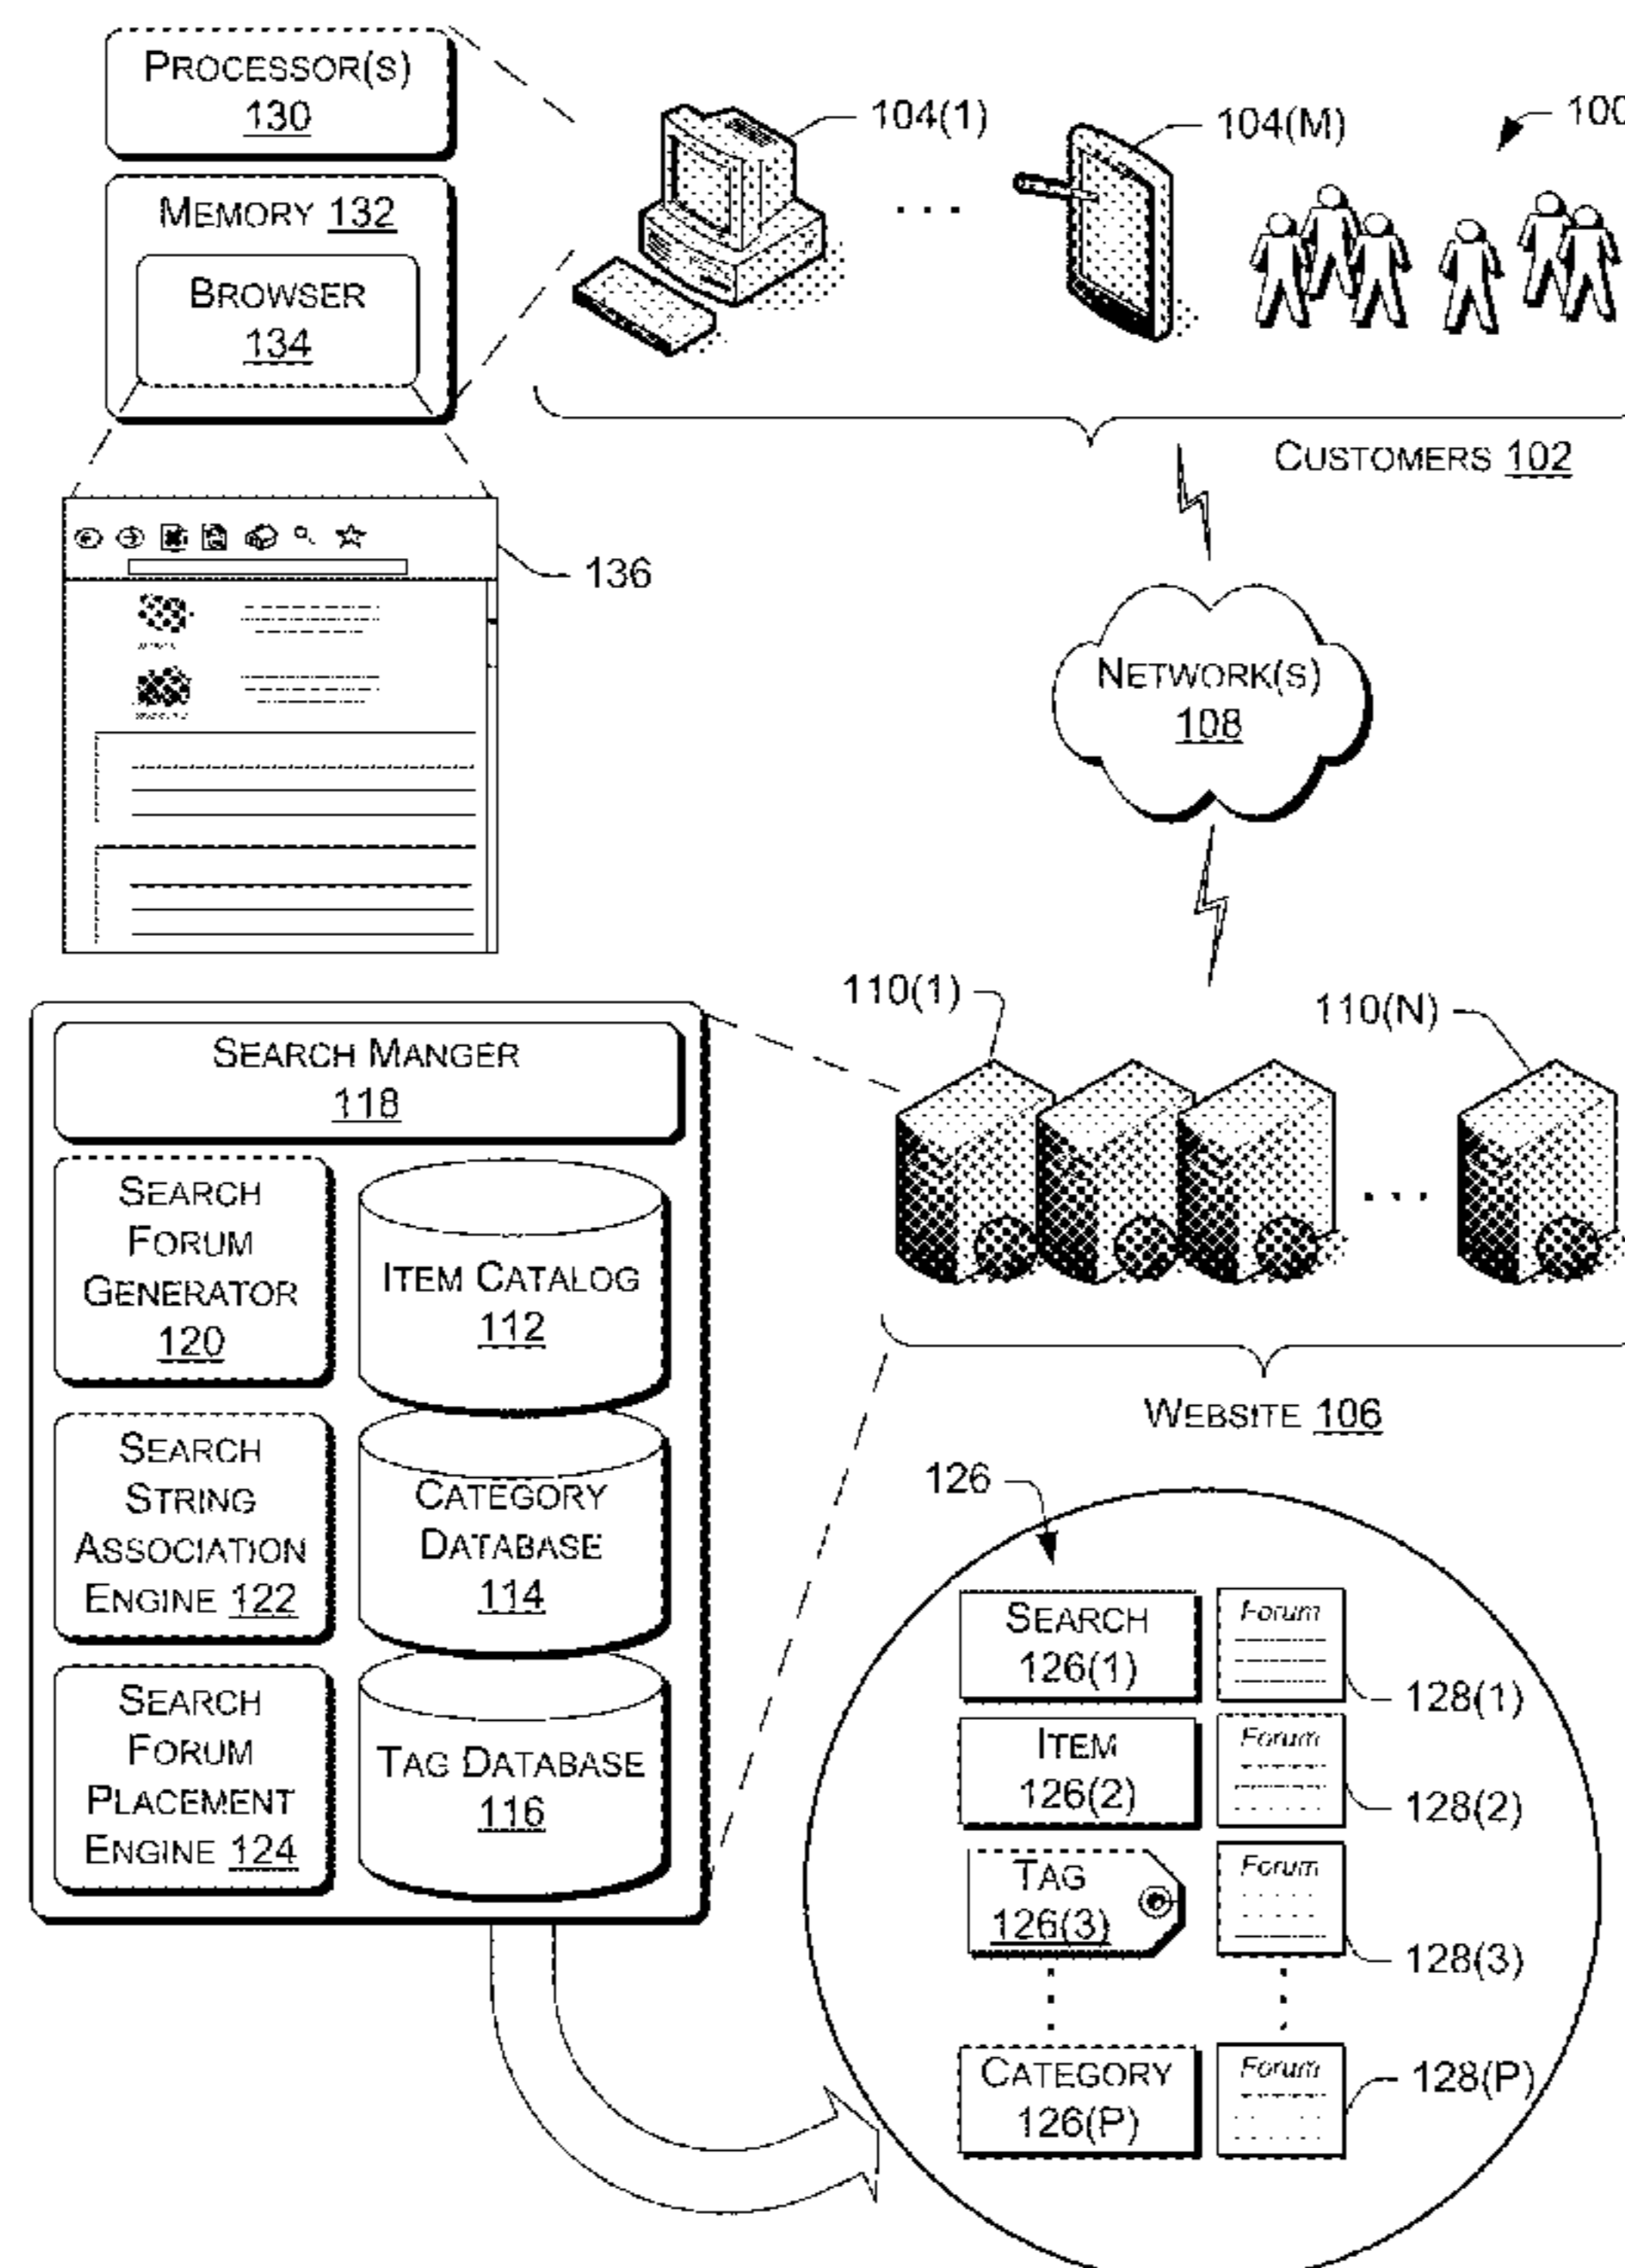 PROCESSOR(S)
130
MEMORY 132
BROWSER
134
104(1)
104(M)
100
CUSTOMERS 102
136
NETWORK(S)
108
110(1)
110(N)
SEARCH MANGER
118
SEARCH
FORUM
GENERATOR
120
ITEM CATALOG
112
SEARCH
STRING
ASSOCIATION
ENGINE 122
CATEGORY
DATABASE
114
SEARCH
FORUM
PLACEMENT
ENGINE 124
TAG DATABASE
116
WEBSITE 106
126
SEARCH
126(1)
Forum
128(1)
ITEM
126(2)
Forum
128(2)
TAG
126(3)
Forum
128(3)
CATEGORY
126(P)
Forum
128(P)